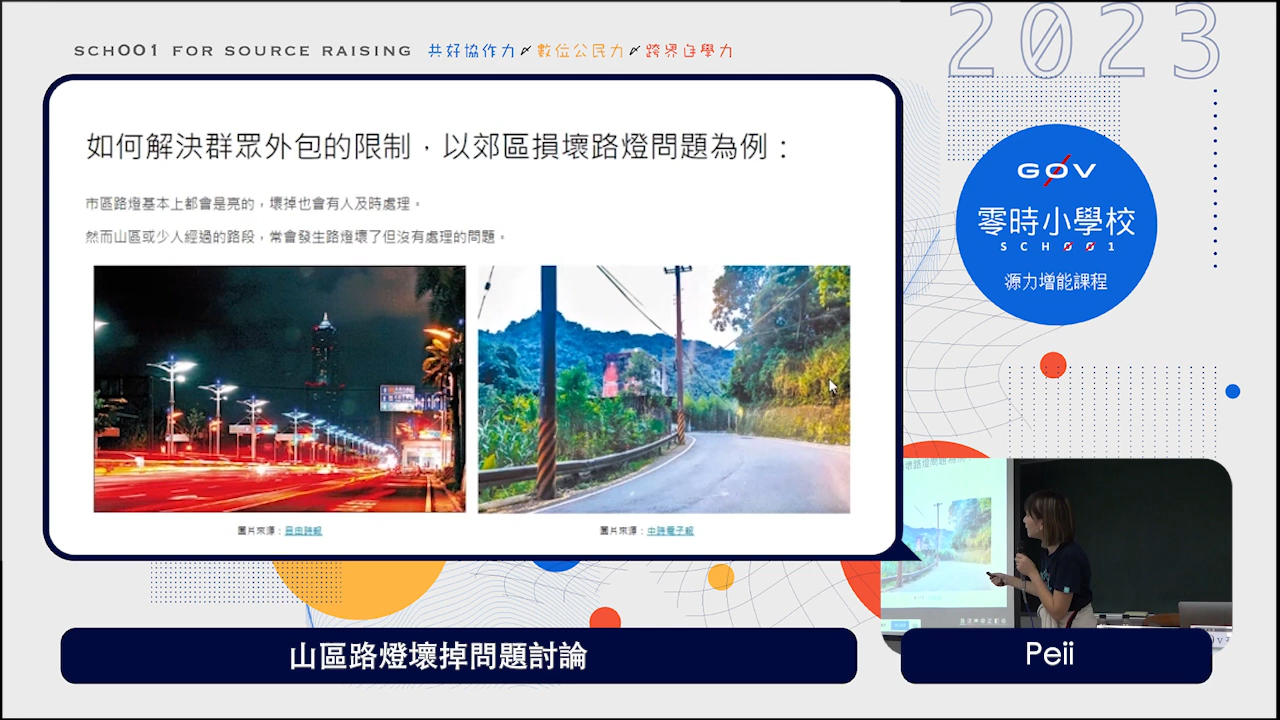 SCHOO1 FOR SOURCE RAISING 共好協作力〆數位公民力〆跨界自學力
2023
如何解決群眾外包的限制，以郊區損壞路燈問題為例：
市區路燈基本上都會是亮的，壞掉也會有人及時處理。
然而山區或少人經過的路段，常會發生路燈壞了但沒有處理的問題。
圖片來源：自由時報
圖片來源：中時電子報
GØV
零時小學校
SCHØØ1
源力增能課程
山區路燈壞掉問題討論
Peii